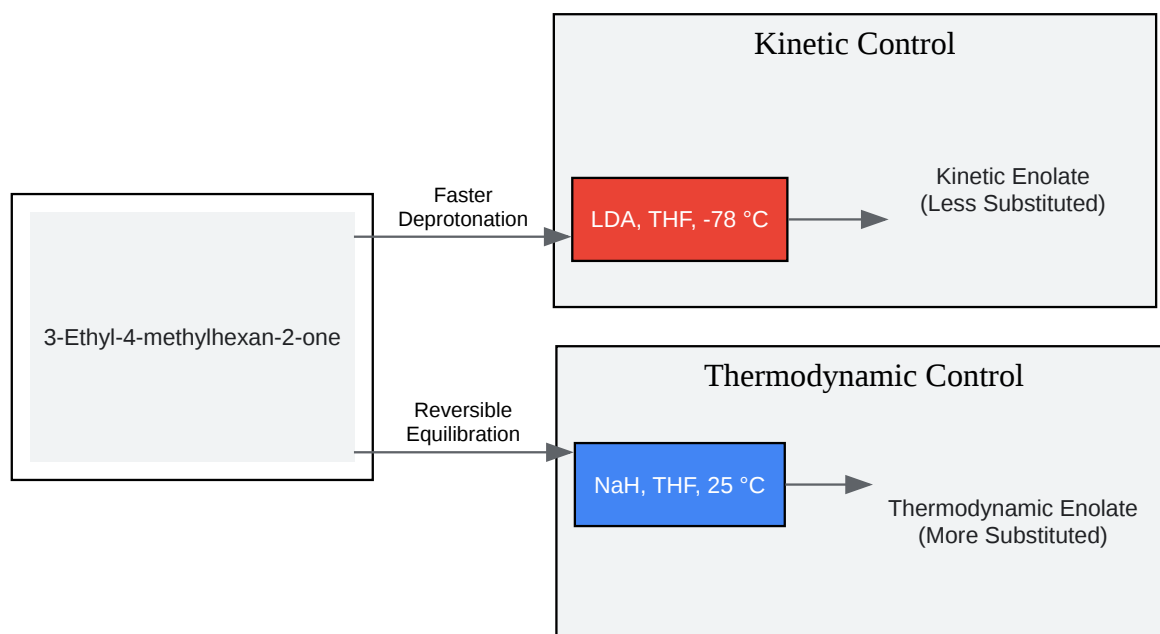 Kinetic Control
Faster
Deprotonation
LDA, THF, -78 °C
Kinetic Enolate
(Less Substituted)
3-Ethyl-4-methylhexan-2-one
Thermodynamic Control
Reversible
Equilibration
NaH, THF, 25 °C
Thermodynamic Enolate
(More Substituted)